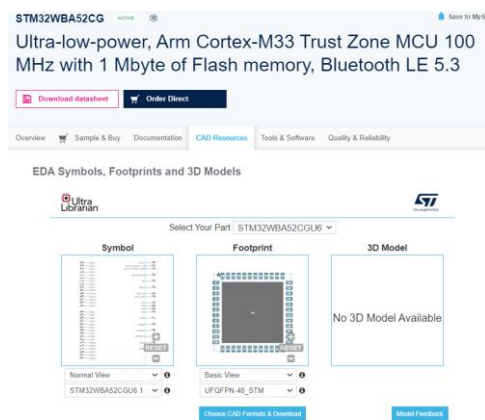 STM32WBA52CG ACTIVE
Save to MyS
Ultra-low-power, Arm Cortex-M33 Trust Zone MCU 100
MHz with 1 Mbyte of Flash memory, Bluetooth LE 5.3
Download datasheet Order Direct
Overview Sample & Buy Documentation CAD Resources Tools & Software Quality & Reliability
EDA Symbols, Footprints and 3D Models
Ultra
Librarian
Select Your Part STM32WBA52CGU6
Symbol Footprint 3D Model
No 3D Model Available
RESET RESET
Normal View Basic View
STM32WBA52CGU6 1 UFQFPN-48_STM
Choose CAD Formats & Download Model Feedback